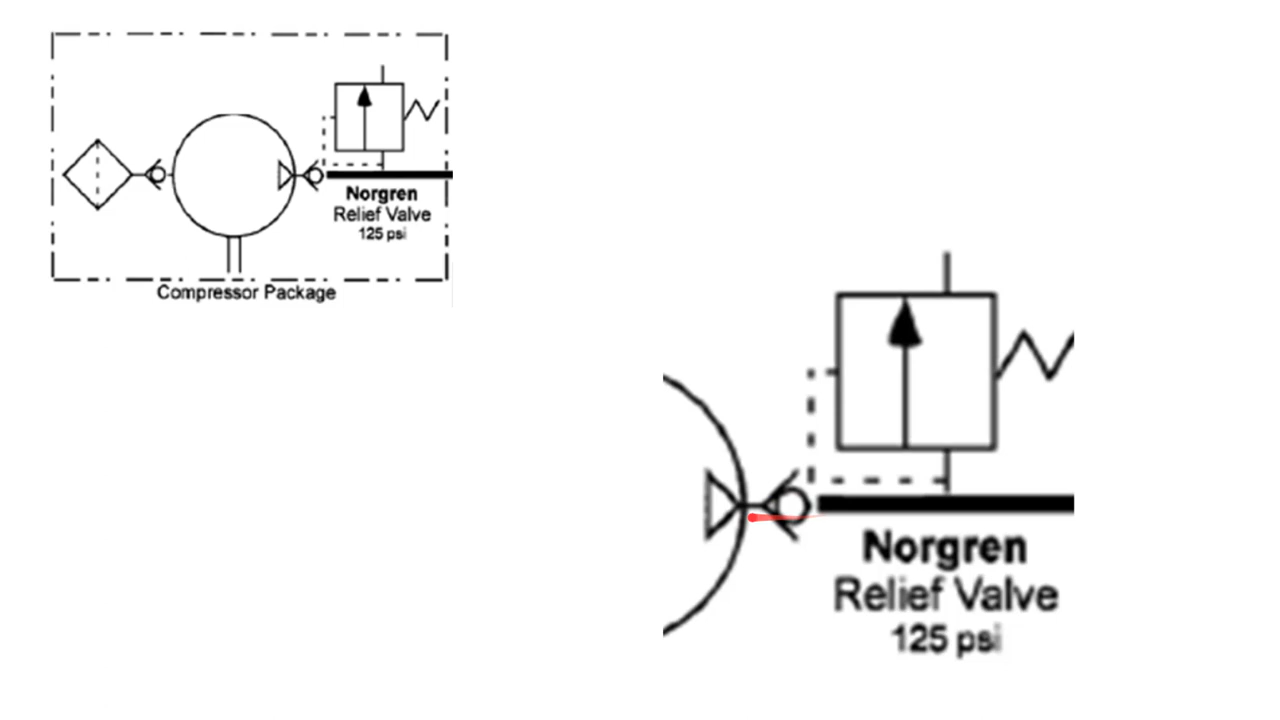 Norgren
Relief Valve
125 psi
Compressor Package
Norgren
Relief Valve
125 psi